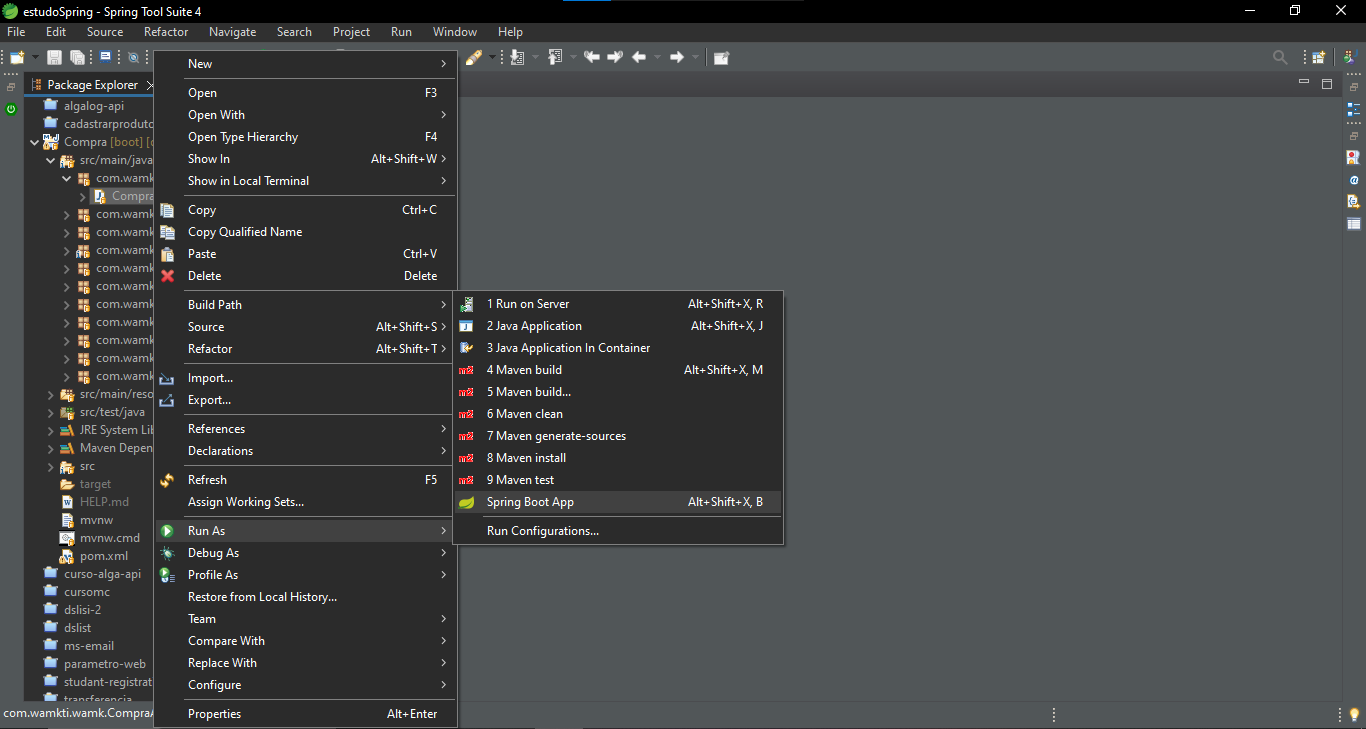 estudoSpring - Spring Tool Suite 4
File Edit Source Refactor Navigate Search Project Run Window Help
Package Explorer
algalog-api
cadastrarproduto
Compra [boot] [
src/main/java
com.wamk
Compra
com.wamk
com.wamk
com.wamk
com.wamk
com.wamk
com.wamk
com.wamk
com.wamk
com.wamk
com.wamk
src/main/reso
src/test/java
JRE System Lib
Maven Depen
src
target
HELP.md
mvnw
mvnw.cmd
pom.xml
curso-alga-api
cursomc
dslisi-2
dslist
ms-email
parametro-web
studant-registrat
transferencia
com.wamkti.wamk.CompraA
New
Open F3
Open With
Open Type Hierarchy F4
Show In Alt+Shift+W
Show in Local Terminal
Copy Ctrl+C
Copy Qualified Name
Paste Ctrl+V
Delete Delete
Build Path
Source Alt+Shift+S
Refactor Alt+Shift+T
Import...
Export...
References
Declarations
Refresh F5
Assign Working Sets...
Run As
Debug As
Profile As
Restore from Local History...
Team
Compare With
Replace With
Configure
Properties Alt+Enter
1 Run on Server Alt+Shift+X, R
2 Java Application Alt+Shift+X, J
3 Java Application In Container
4 Maven build Alt+Shift+X, M
5 Maven build...
6 Maven clean
7 Maven generate-sources
8 Maven install
9 Maven test
Spring Boot App Alt+Shift+X, B
Run Configurations...